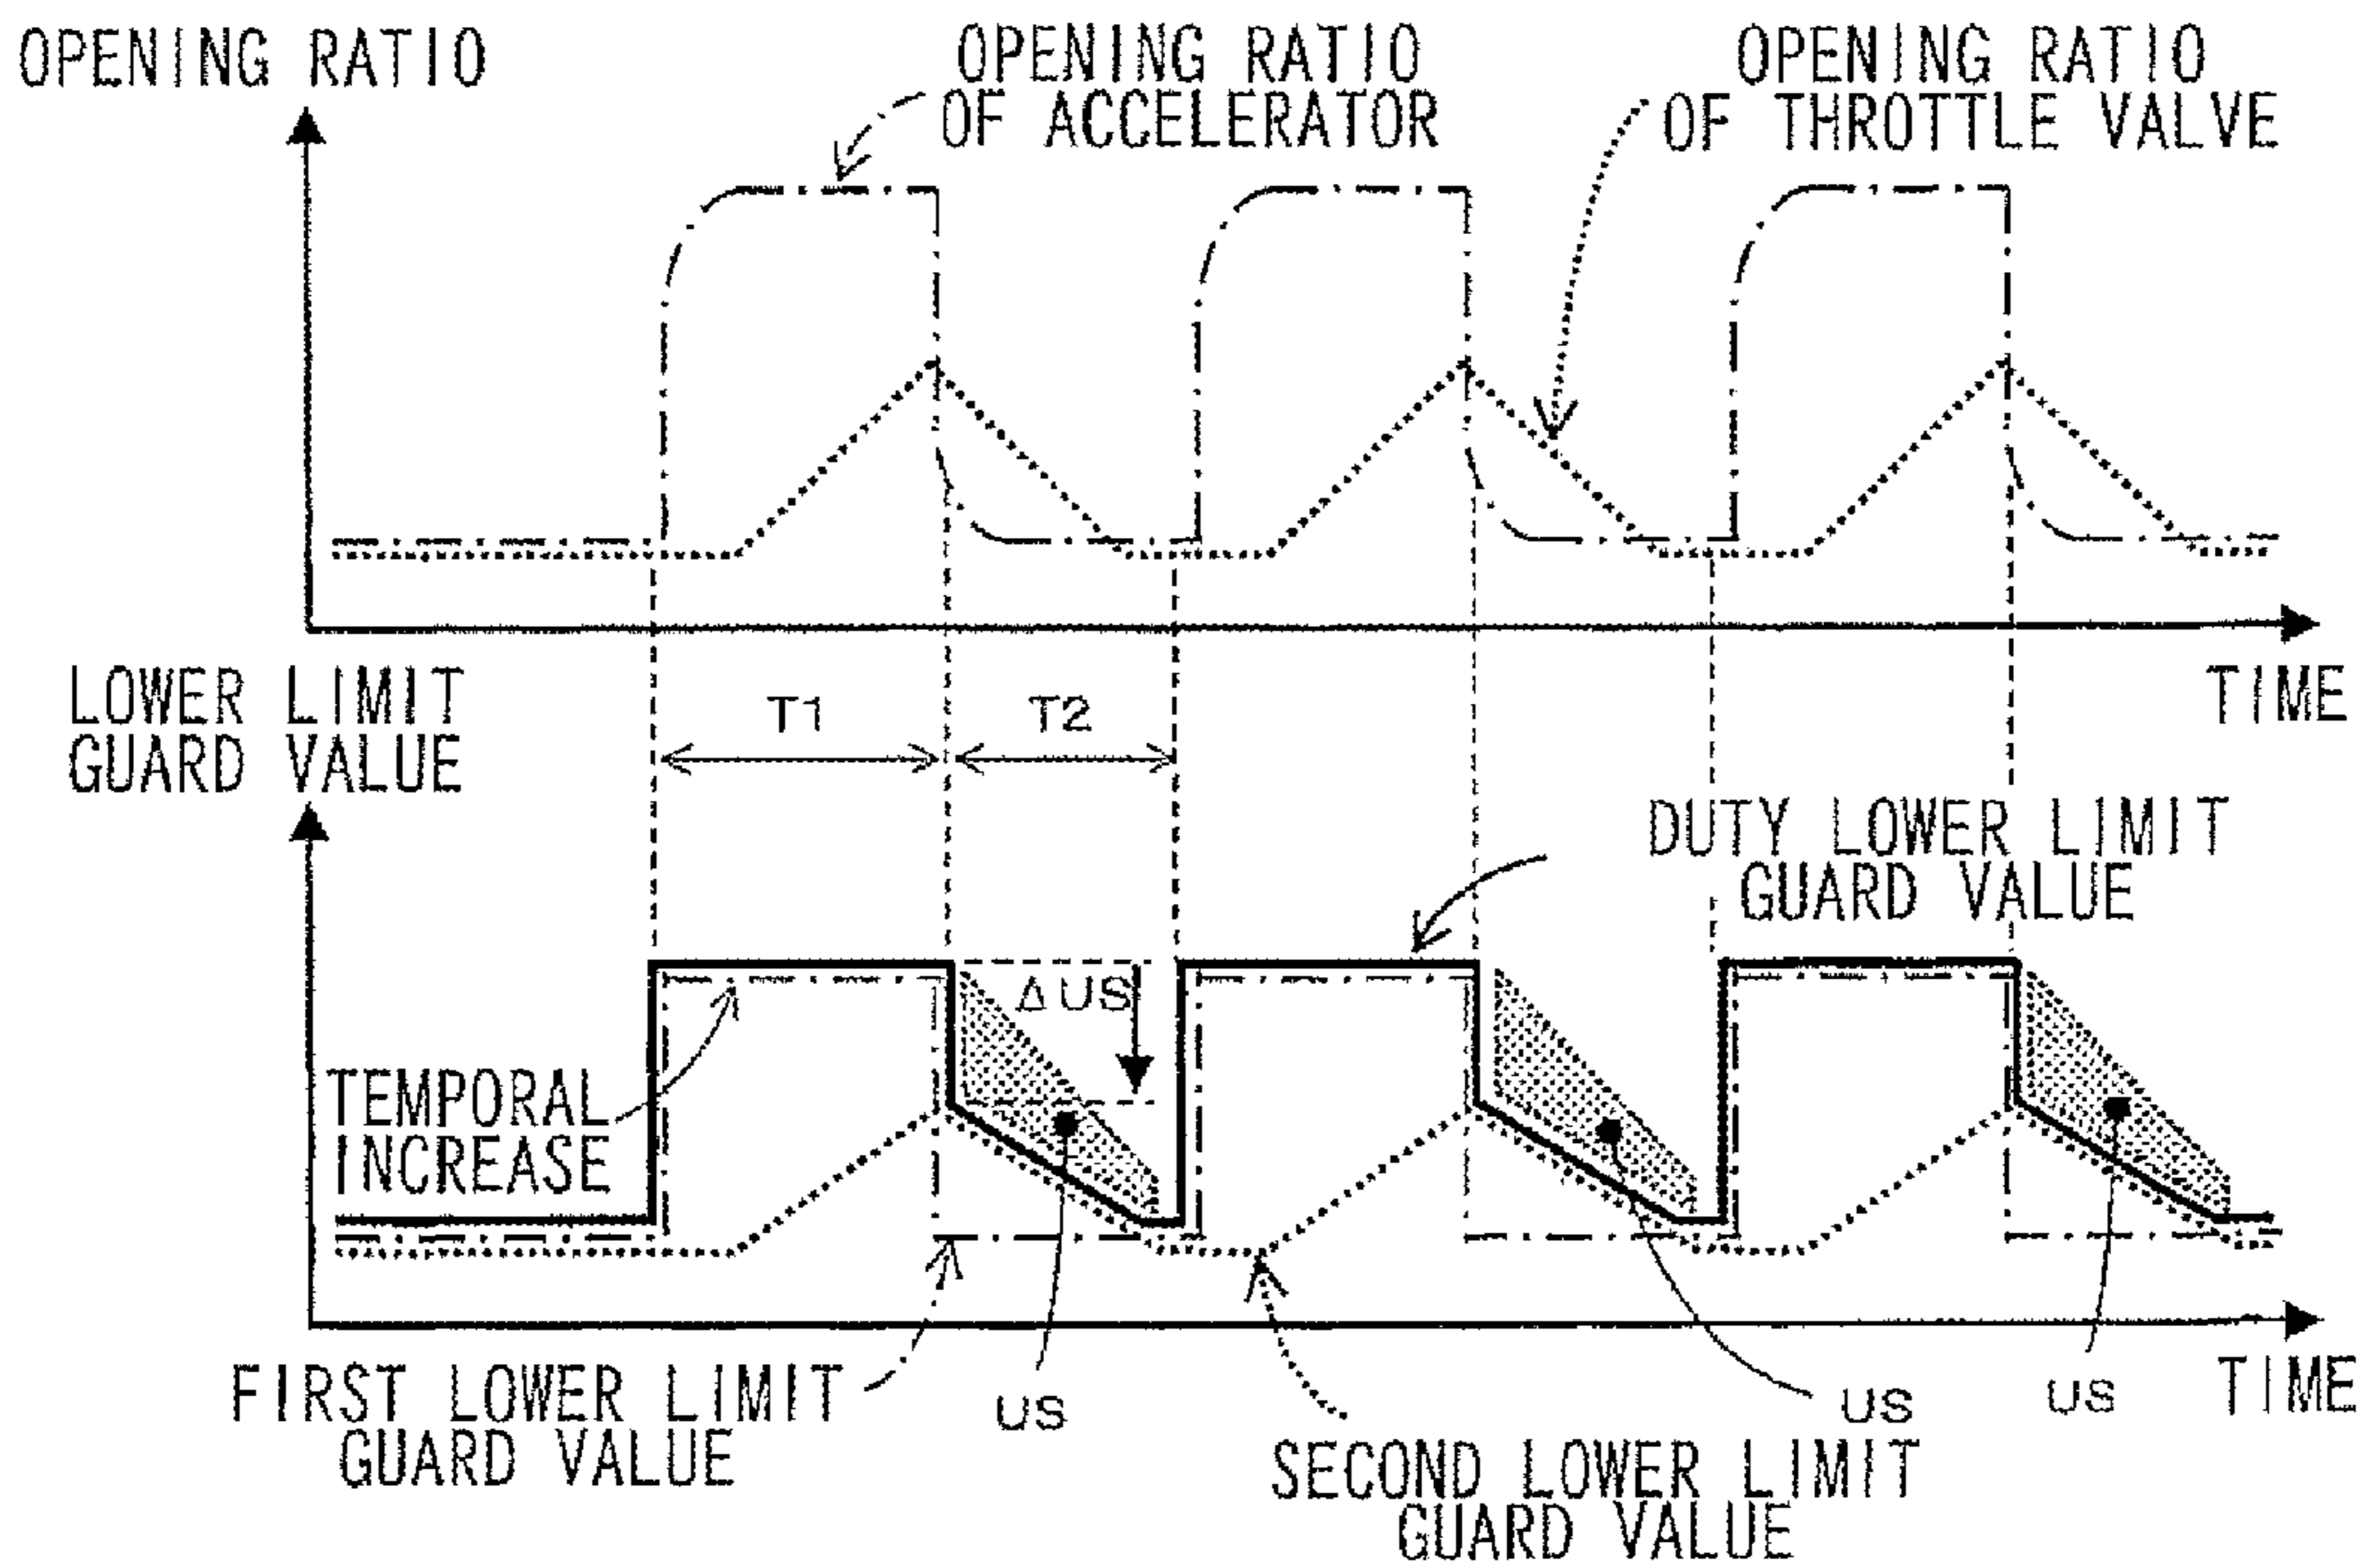 OPENING RATIO
OPENING RATIO
OF ACCELERATOR
OPENING RATIO
OF THROTTLE VALVE
TIME
LOWER LIMIT
GUARD VALUE
T1
T2
DUTY LOWER LIMIT
GUARD VALUE
ΔUS
TEMPORAL
INCREASE
FIRST LOWER LIMIT
GUARD VALUE
US
SECOND LOWER LIMIT
GUARD VALUE
US
US
TIME